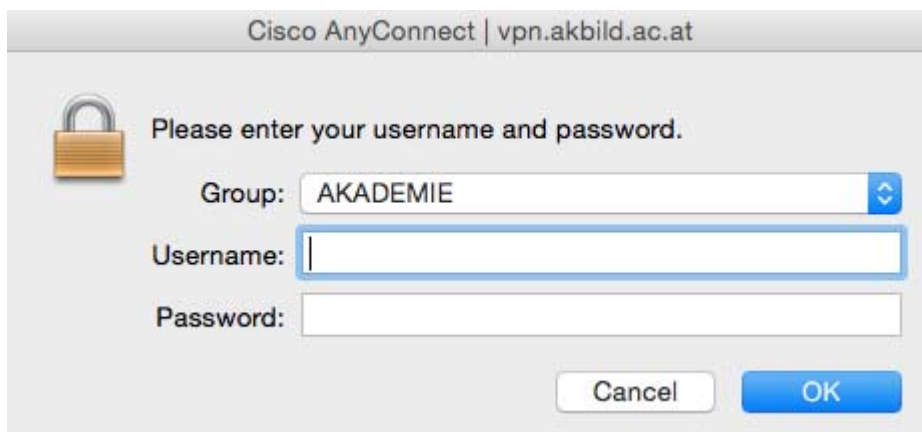 Cisco AnyConnect | vpn.akbild.ac.at
Please enter your username and password.
Group: AKADEMIE
Username:
Password:
Cancel OK